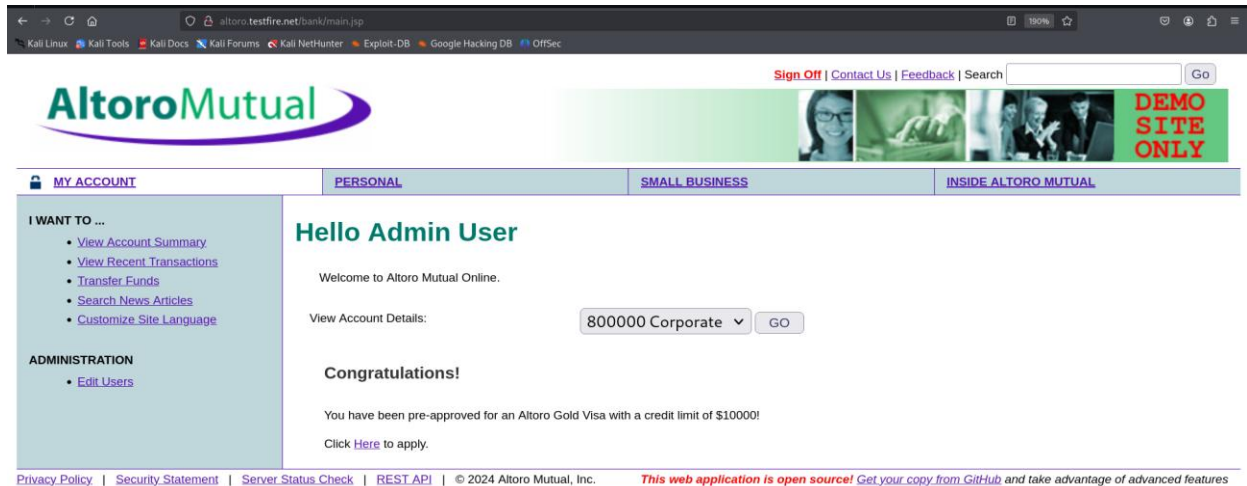 altoro.testfire.net/bank/main.jsp 190%
Kali Linux Kali Tools Kali Docs Kali Forums Kali NetHunter Exploit-DB Google Hacking DB OffSec
Sign Off | Contact Us | Feedback | Search Go
AltoroMutual
DEMO
SITE
ONLY
MY ACCOUNT PERSONAL SMALL BUSINESS INSIDE ALTORO MUTUAL
I WANT TO ...
• View Account Summary
• View Recent Transactions
• Transfer Funds
• Search News Articles
• Customize Site Language
ADMINISTRATION
• Edit Users
Hello Admin User
Welcome to Altoro Mutual Online.
View Account Details: 800000 Corporate GO
Congratulations!
You have been pre-approved for an Altoro Gold Visa with a credit limit of $10000!
Click Here to apply.
Privacy Policy | Security Statement | Server Status Check | REST API | © 2024 Altoro Mutual, Inc. This web application is open source! Get your copy from GitHub and take advantage of advanced features